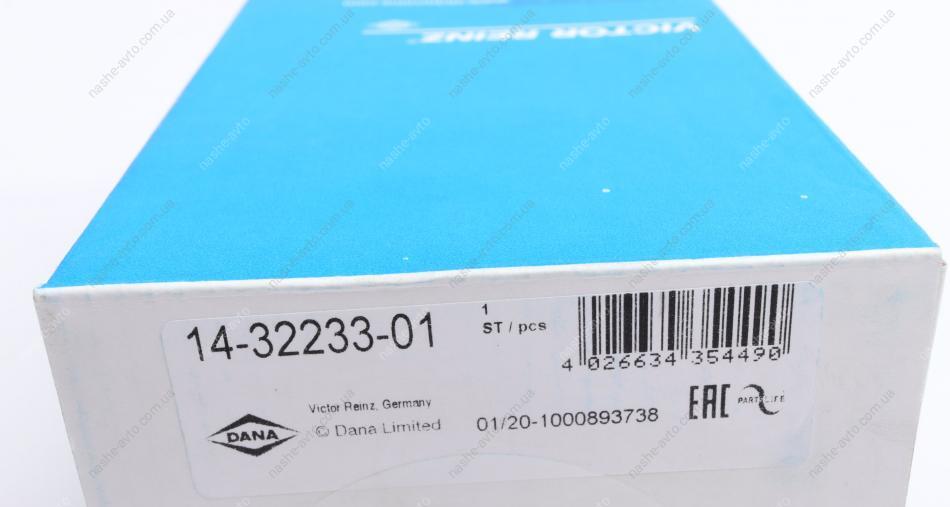 VICTOR REINZ
14-32233-01
1
ST / pcs
4 026634 354490
Victor Reinz, Germany
DANA
© Dana Limited
01/20-1000893738
EAC
PARTSLIFE
nashe-avto.com.ua